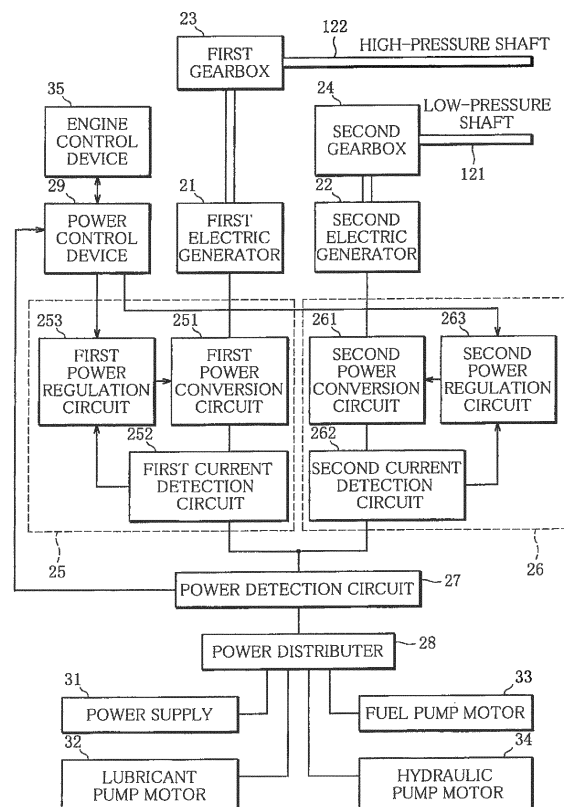 23
122
FIRST
GEARBOX
HIGH-PRESSURE SHAFT
35
ENGINE
CONTROL
DEVICE
24
SECOND
GEARBOX
LOW-PRESSURE
SHAFT
121
29
POWER
CONTROL
DEVICE
21
FIRST
ELECTRIC
GENERATOR
22
SECOND
ELECTRIC
GENERATOR
253
FIRST
POWER
REGULATION
CIRCUIT
251
FIRST
POWER
CONVERSION
CIRCUIT
261
SECOND
POWER
CONVERSION
CIRCUIT
263
SECOND
POWER
REGULATION
CIRCUIT
252
FIRST CURRENT
DETECTION
CIRCUIT
262
SECOND CURRENT
DETECTION
CIRCUIT
25
26
POWER DETECTION CIRCUIT
27
POWER DISTRIBUTER
28
31
POWER SUPPLY
33
FUEL PUMP MOTOR
32
LUBRICANT
PUMP MOTOR
34
HYDRAULIC
PUMP MOTOR